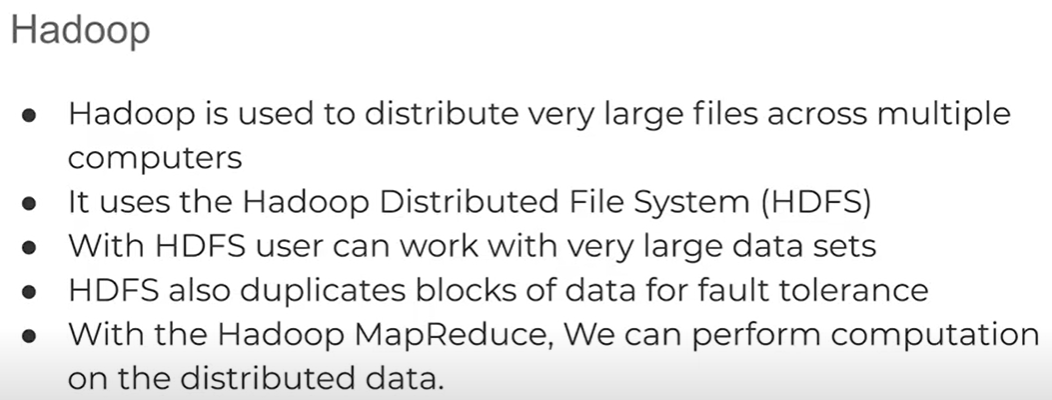 Hadoop
● Hadoop is used to distribute very large files across multiple
computers
● It uses the Hadoop Distributed File System (HDFS)
● With HDFS user can work with very large data sets
● HDFS also duplicates blocks of data for fault tolerance
● With the Hadoop MapReduce, We can perform computation
on the distributed data.